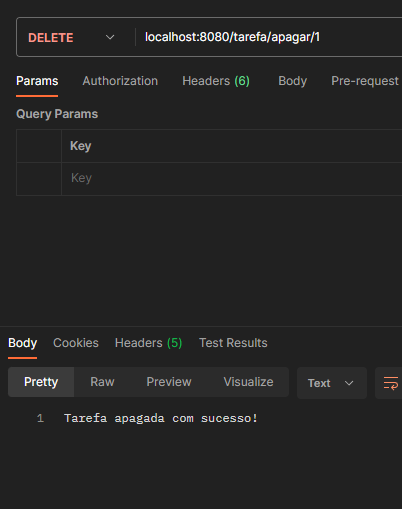 DELETE localhost:8080/tarefa/apagar/1
Params Authorization Headers (6) Body Pre-request
Query Params
Key
Key
Body Cookies Headers (5) Test Results
Pretty Raw Preview Visualize Text
1 Tarefa apagada com sucesso!